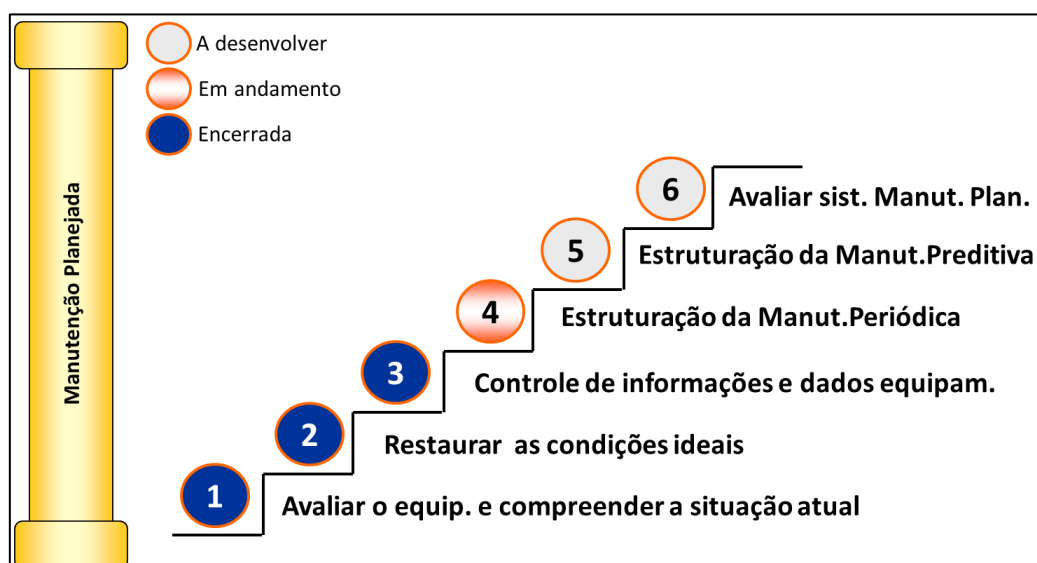 A desenvolver
Em andamento
Encerrada
Manutenção Planejada
6
Avaliar sist. Manut. Plan.
5
Estruturação da Manut.Preditiva
4
Estruturação da Manut.Periódica
3
Controle de informações e dados equipam.
2
Restaurar as condições ideais
1
Avaliar o equip. e compreender a situação atual